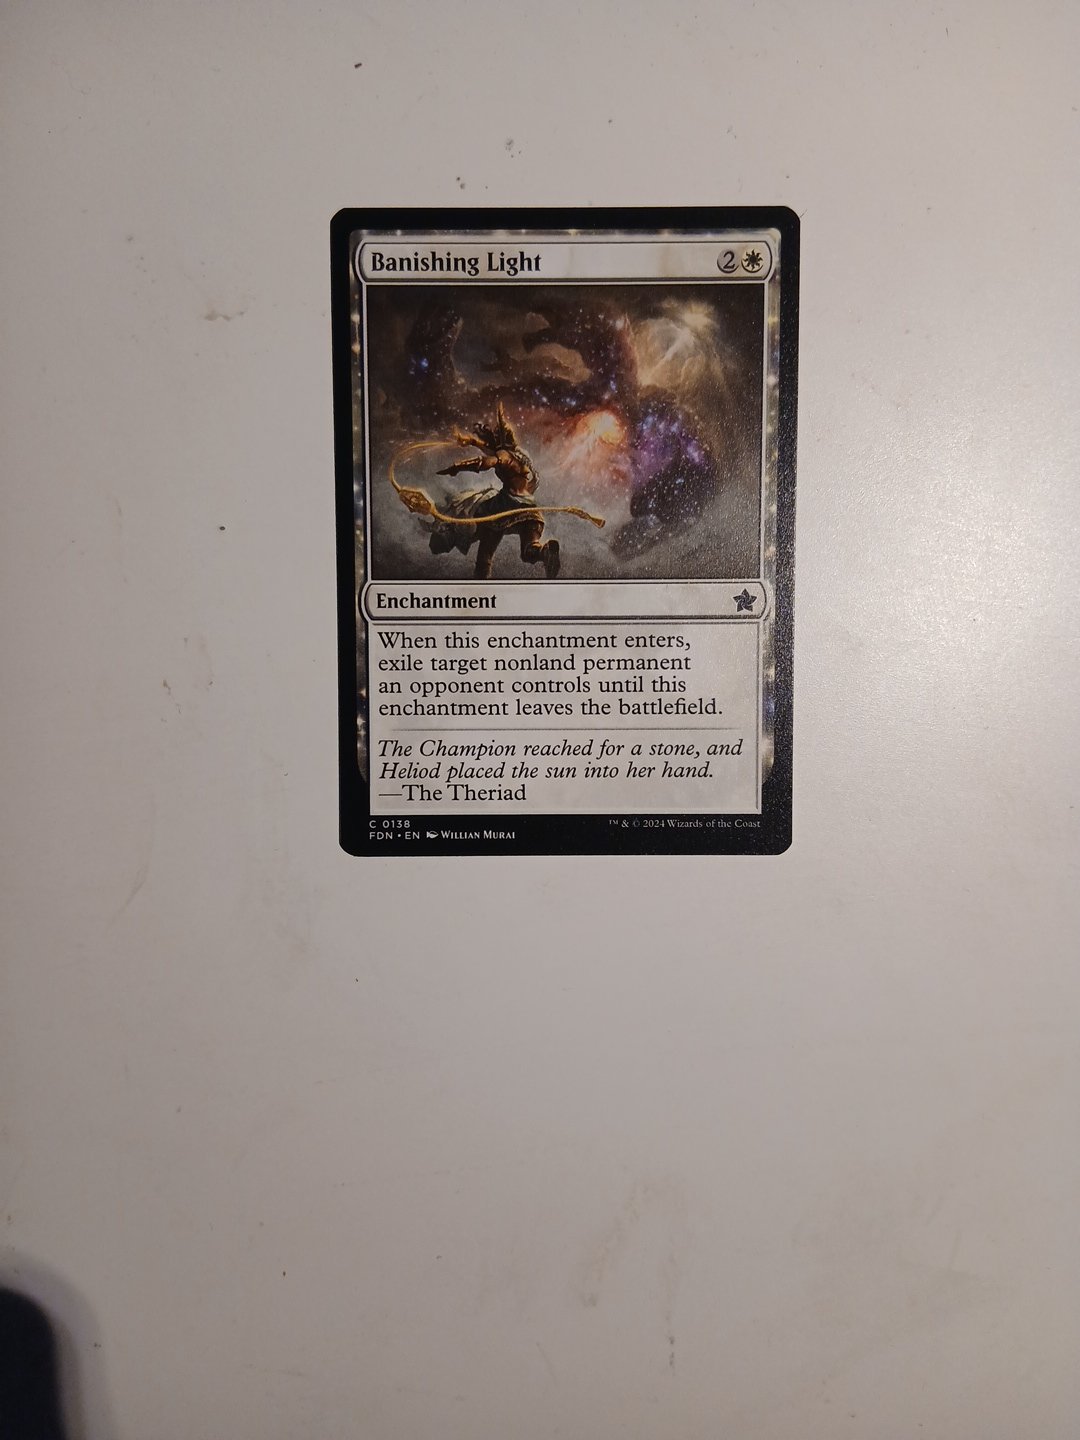 Banishing Light 2
Enchantment
When this enchantment enters,
exile target nonland permanent
an opponent controls until this
enchantment leaves the battlefield.
The Champion reached for a stone, and
Heliod placed the sun into her hand.
—The Theriad
C 0138
FDN • EN Willian Murai
™ & © 2024 Wizards of the Coast